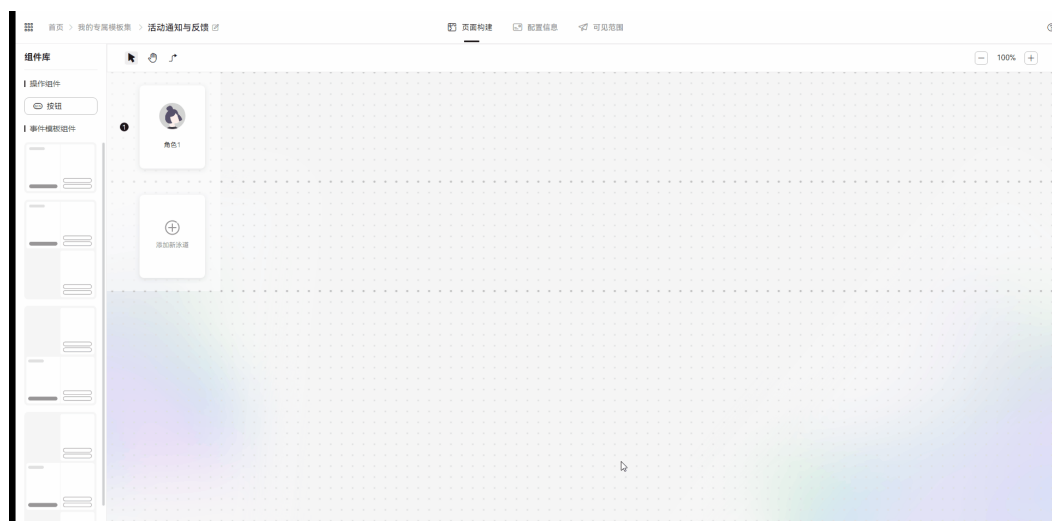 首页 > 我的专属模板集 > 活动通知与反馈
页面构建 配置信息 可见范围
组件库
100%
操作组件
按钮
事件模板组件
1
角色1
添加新泳道